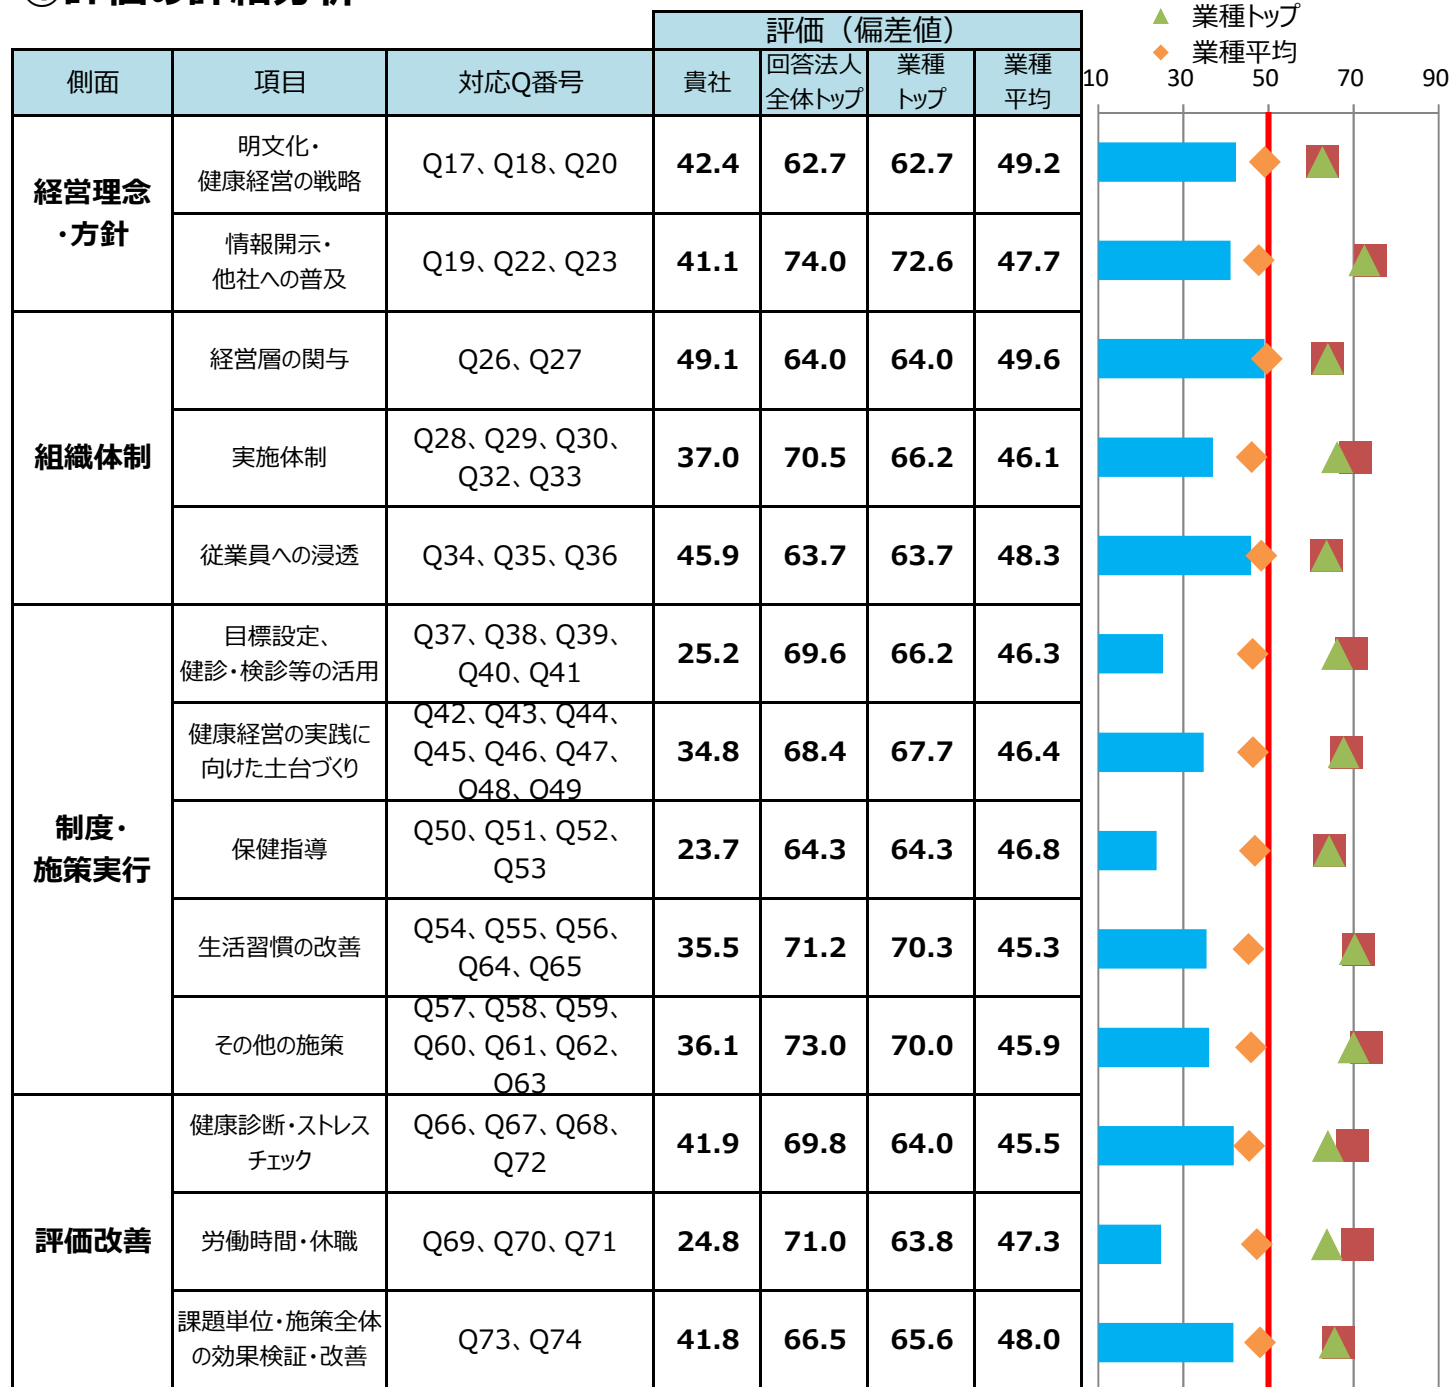 評価（偏差値）
▲ 業種トップ
◆ 業種平均
側面 項目 対応Q番号 貴社 回答法人 業種 業種
全体トップ トップ 平均
10 30 50 70 90
経営理念
・方針
明文化・
健康経営の戦略
Q17、Q18、Q20 42.4 62.7 62.7 49.2
情報開示・
他社への普及
Q19、Q22、Q23 41.1 74.0 72.6 47.7
組織体制
経営層の関与 Q26、Q27 49.1 64.0 64.0 49.6
実施体制
Q28、Q29、Q30、
Q32、Q33
37.0 70.5 66.2 46.1
従業員への浸透 Q34、Q35、Q36 45.9 63.7 63.7 48.3
制度・
施策実行
目標設定、
健診・検診等の活用
Q37、Q38、Q39、
Q40、Q41
25.2 69.6 66.2 46.3
健康経営の実践に
向けた土台づくり
Q42、Q43、Q44、
Q45、Q46、Q47、
Q48、Q49
34.8 68.4 67.7 46.4
保健指導
Q50、Q51、Q52、
Q53
23.7 64.3 64.3 46.8
生活習慣の改善
Q54、Q55、Q56、
Q64、Q65
35.5 71.2 70.3 45.3
その他の施策
Q57、Q58、Q59、
Q60、Q61、Q62、
Q63
36.1 73.0 70.0 45.9
評価改善
健康診断・ストレス
チェック
Q66、Q67、Q68、
Q72
41.9 69.8 64.0 45.5
労働時間・休職 Q69、Q70、Q71 24.8 71.0 63.8 47.3
課題単位・施策全体
の効果検証・改善
Q73、Q74 41.8 66.5 65.6 48.0